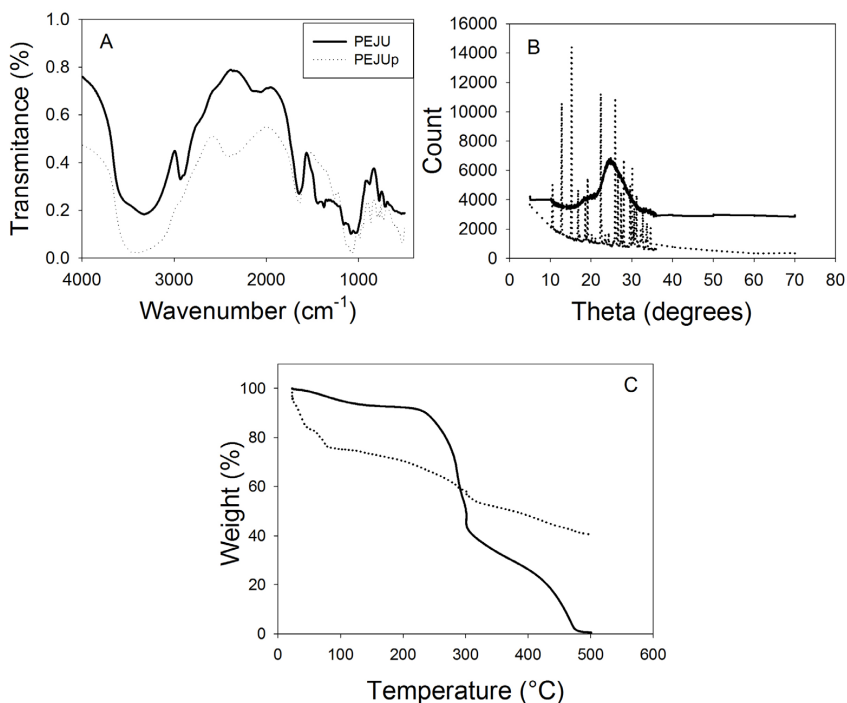 A
PEJU
PEJUp
Transmitance (%)
1.0
0.8
0.6
0.4
0.2
0.0
4000 3000 2000 1000
Wavenumber (cm-1)
B
Count
16000
14000
12000
10000
8000
6000
4000
2000
0
0 10 20 30 40 50 60 70 80
Theta (degrees)
C
Weight (%)
100
80
60
40
20
0
0 100 200 300 400 500 600
Temperature (°C)